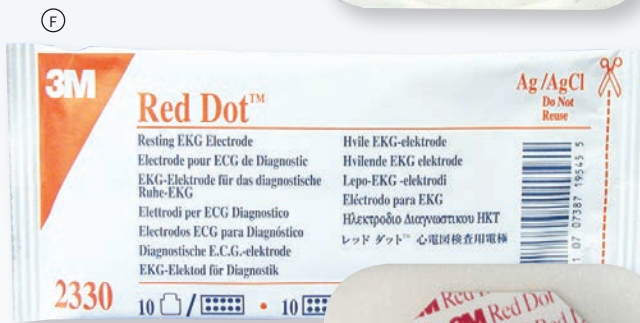 F
3M
Red Dot™
Ag/AgCl
Do Not
Reuse
Resting EKG Electrode
Electrode pour ECG de Diagnostic
EKG-Elektrode für das diagnostische
Ruhe-EKG
Elettrodi per ECG Diagnostico
Electrodos ECG para Diagnóstico
Diagnostische E.C.G.-elektrode
EKG-Elektod för Diagnostik
Hvile EKG-elektrode
Hvilende EKG elektrode
Lepo-EKG -elektrodi
Eléctrodo para EKG
Ηλεκτροδιο Διαγνωστικου ΗΚΤ
レッド ダット™ 心電図検査用電極
1 07 07387 19545 5
2330
10 / • 10
Red Dot